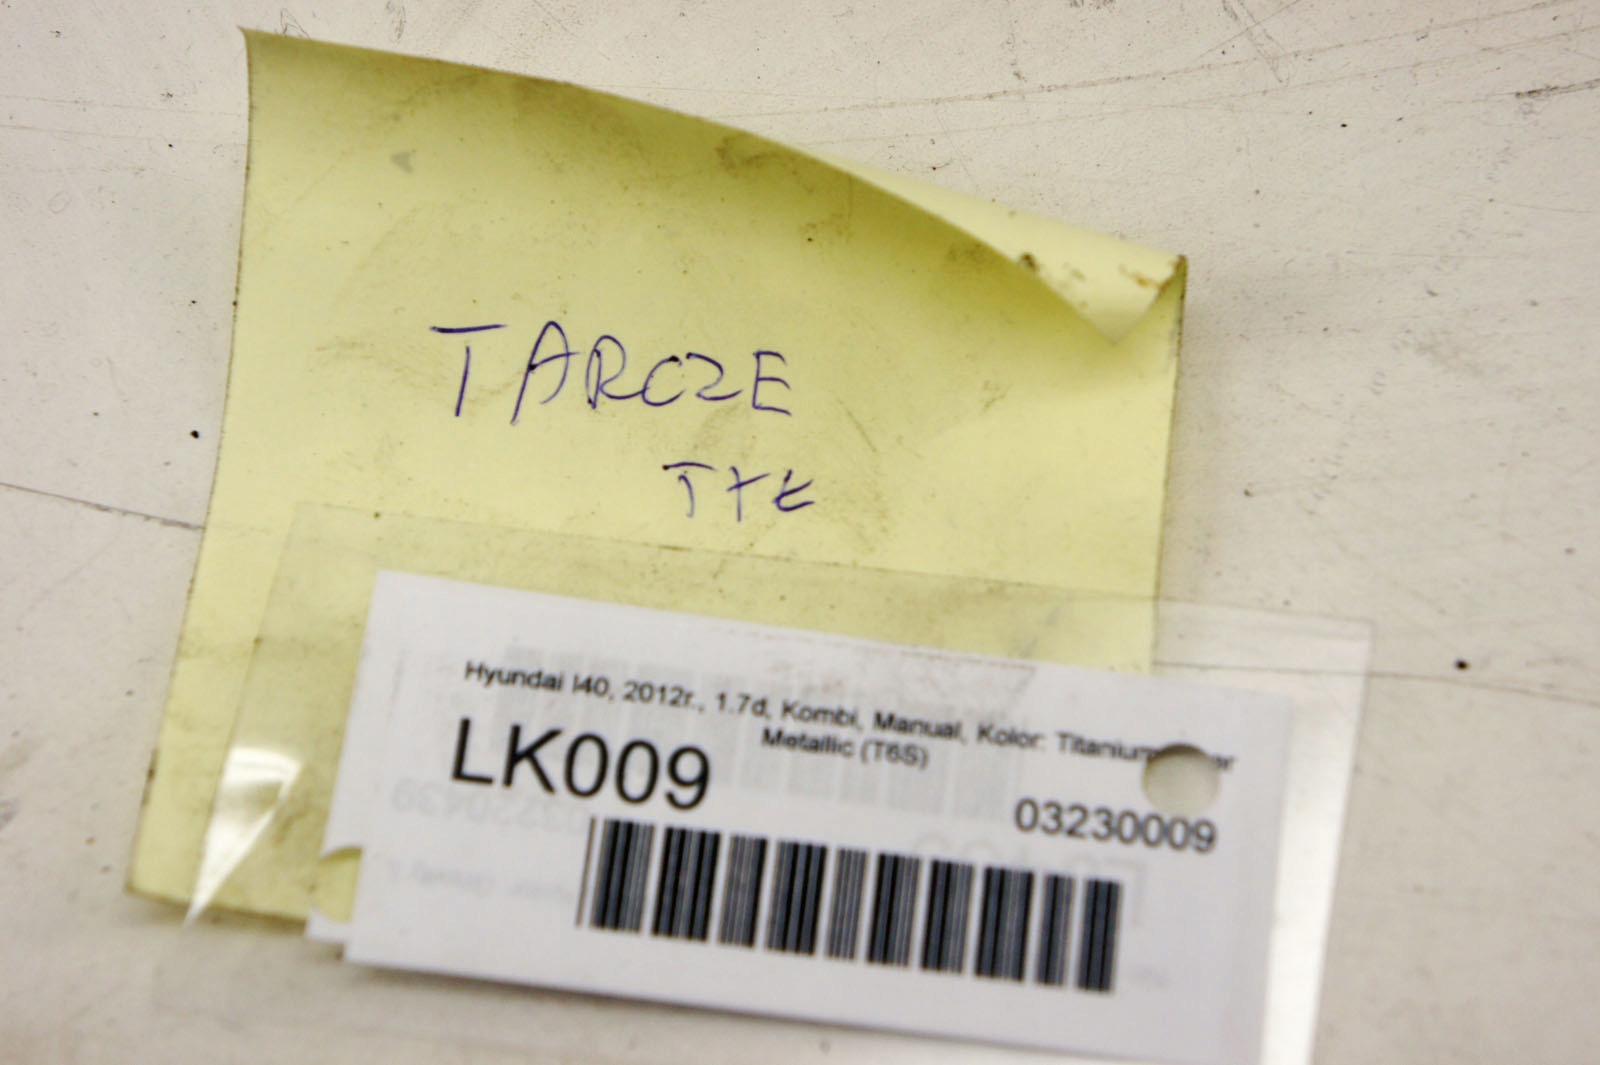 TARCZE
TYŁ
Hyundai I40, 2012r., 1.7d, Kombi, Manual, Kolor: Titanium
Metallic (T6S)
LK009
03230009